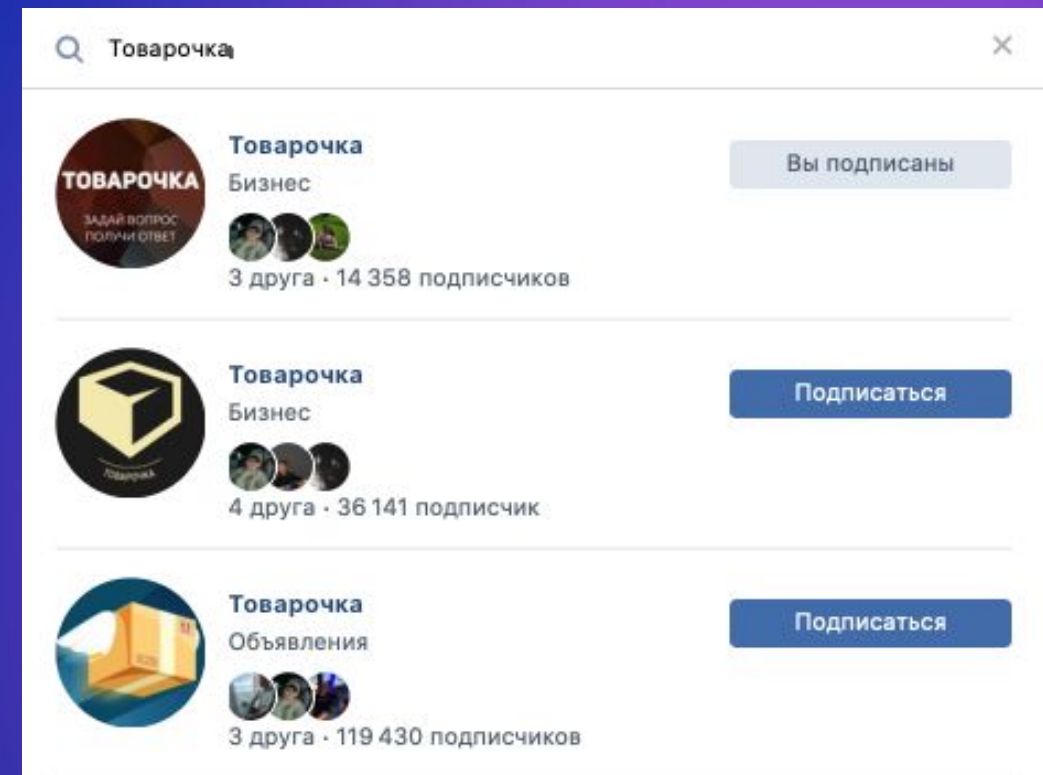 Товарочка
ТОВАРОЧКА
ЗАДАЙ ВОПРОС
ПОЛУЧИ ОТВЕТ
Товарочка
Бизнес
3 друга · 14 358 подписчиков
Вы подписаны
ТОВАРОЧКА
Товарочка
Бизнес
4 друга · 36 141 подписчик
Подписаться
Товарочка
Объявления
3 друга · 119 430 подписчиков
Подписаться